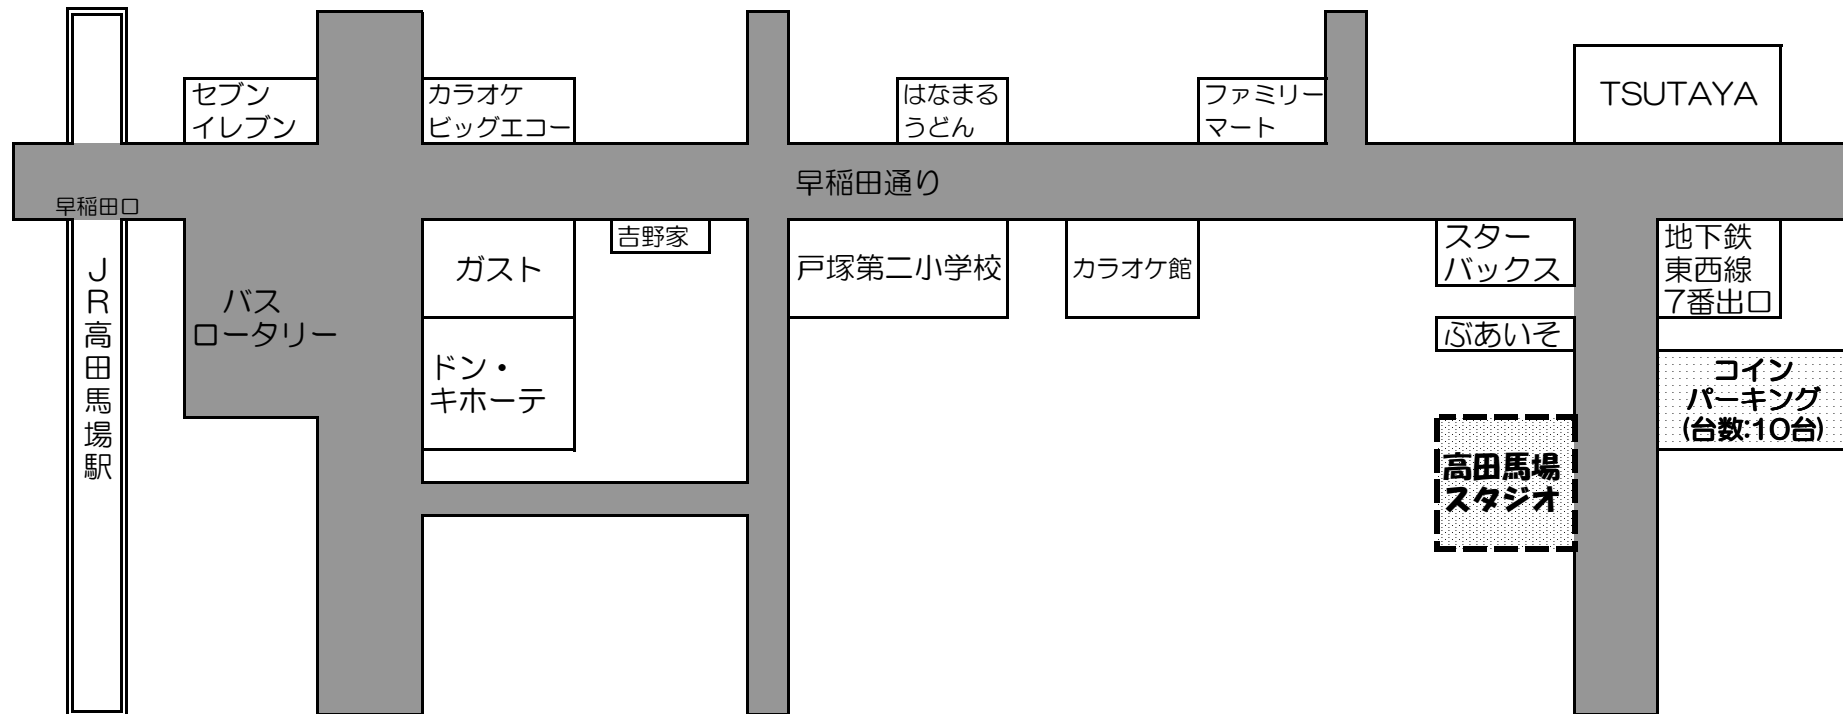 セブン
イレブン
カラオケ
ビッグエコー
はなまる
うどん
ファミリー
マート
TSUTAYA
早稲田通り
早稲田口
JR高田馬場駅
バス
ロータリー
ガスト
ドン・
キホーテ
吉野家
戸塚第二小学校
カラオケ館
スター
バックス
ぶあいそ
地下鉄
東西線
7番出口
コイン
パーキング
(台数:10台)
高田馬場
スタジオ